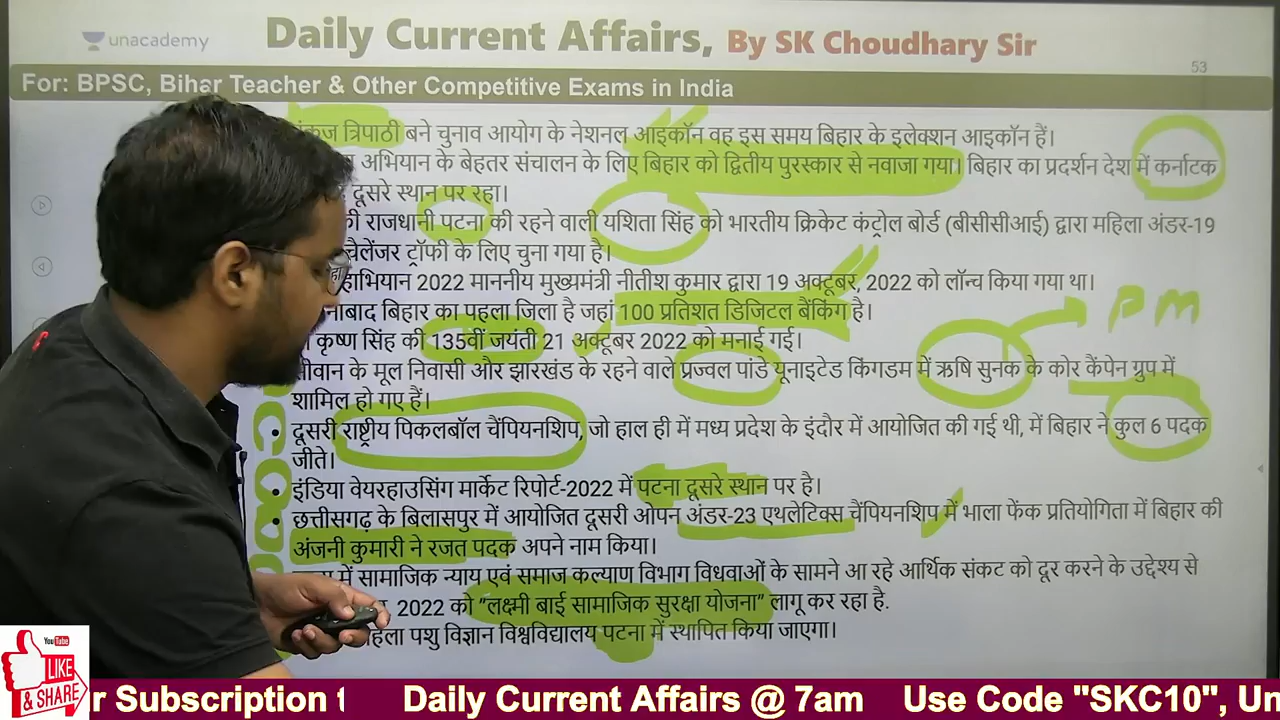 unacademy
Daily Current Affairs, By SK Choudhary Sir
53
For: BPSC, Bihar Teacher & Other Competitive Exams in India
त्रिपाठी बने चुनाव आयोग के नेशनल आइकॉन वह इस समय बिहार के इलेक्शन आइकॉन हैं।
अभियान के बेहतर संचालन के लिए बिहार को द्वितीय पुरस्कार से नवाजा गया। बिहार का प्रदर्शन देश में कर्नाटक
दूसरे स्थान पर रहा।
की राजधानी पटना की रहने वाली यशिता सिंह को भारतीय क्रिकेट कंट्रोल बोर्ड (बीसीसीआई) द्वारा महिला अंडर-19
चैलेंजर ट्रॉफी के लिए चुना गया है।
2022 माननीय मुख्यमंत्री नीतीश कुमार द्वारा 19 अक्टूबर, 2022 को लॉन्च किया गया था।
बिहार का पहला जिला है जहां 100 प्रतिशत डिजिटल बैंकिंग है।
PM
कृष्ण सिंह की 135वीं जयंती 21 अक्टूबर 2022 को मनाई गई।
के मूल निवासी और झारखंड के रहने वाले प्रज्वल पांडे यूनाइटेड किंगडम में ऋषि सुनक के कोर कैंपेन ग्रुप में
शामिल हो गए हैं।
• दूसरी राष्ट्रीय पिकलबॉल चैंपियनशिप, जो हाल ही में मध्य प्रदेश के इंदौर में आयोजित की गई थी, में बिहार ने कुल 6 पदक
जीते।
• इंडिया वेयरहाउसिंग मार्केट रिपोर्ट-2022 में पटना दूसरे स्थान पर है।
• छत्तीसगढ़ के बिलासपुर में आयोजित दूसरी ओपन अंडर-23 एथलेटिक्स चैंपियनशिप में भाला फेंक प्रतियोगिता में बिहार की
अंजनी कुमारी ने रजत पदक अपने नाम किया।
में सामाजिक न्याय एवं समाज कल्याण विभाग विधवाओं के सामने आ रहे आर्थिक संकट को दूर करने के उद्देश्य से
2022 को "लक्ष्मी बाई सामाजिक सुरक्षा योजना" लागू कर रहा है.
पशु विज्ञान विश्वविद्यालय पटना में स्थापित किया जाएगा।
YouTube
LIKE
& SHARE
r Subscription t Daily Current Affairs @ 7am Use Code "SKC10", Un